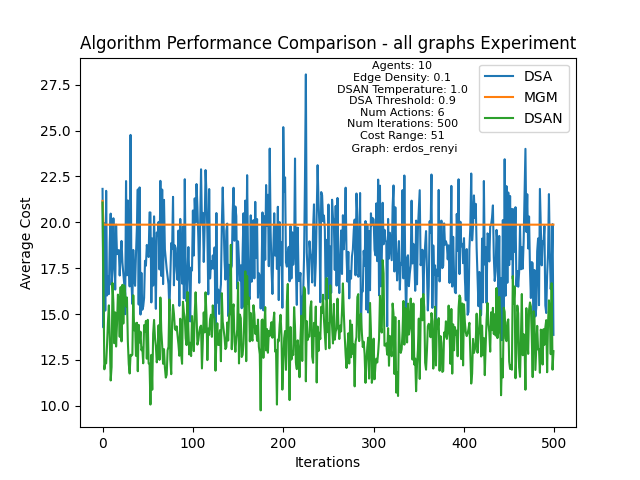 Algorithm Performance Comparison - all graphs Experiment
Agents: 10
Edge Density: 0.1
DSAN Temperature: 1.0
DSA Threshold: 0.9
Num Actions: 6
Num Iterations: 500
Cost Range: 51
Graph: erdos_renyi
DSA
MGM
DSAN
Average Cost
27.5
25.0
22.5
20.0
17.5
15.0
12.5
10.0
0 100 200 300 400 500
Iterations